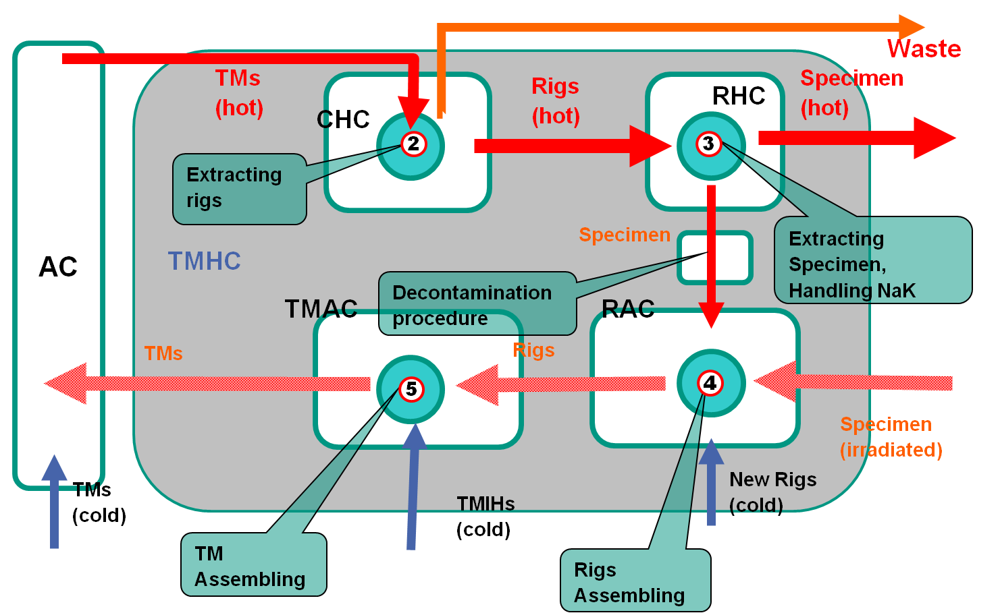 Waste
TMs
(hot)
Rigs
(hot)
Specimen
(hot)
CHC
RHC
2
3
Extracting
rigs
Specimen
Extracting
Specimen,
Handling NaK
AC
TMHC
Decontamination
procedure
TMAC
RAC
TMs
Rigs
5
4
Specimen
(irradiated)
TMs
(cold)
TMIHs
(cold)
New Rigs
(cold)
TM
Assembling
Rigs
Assembling